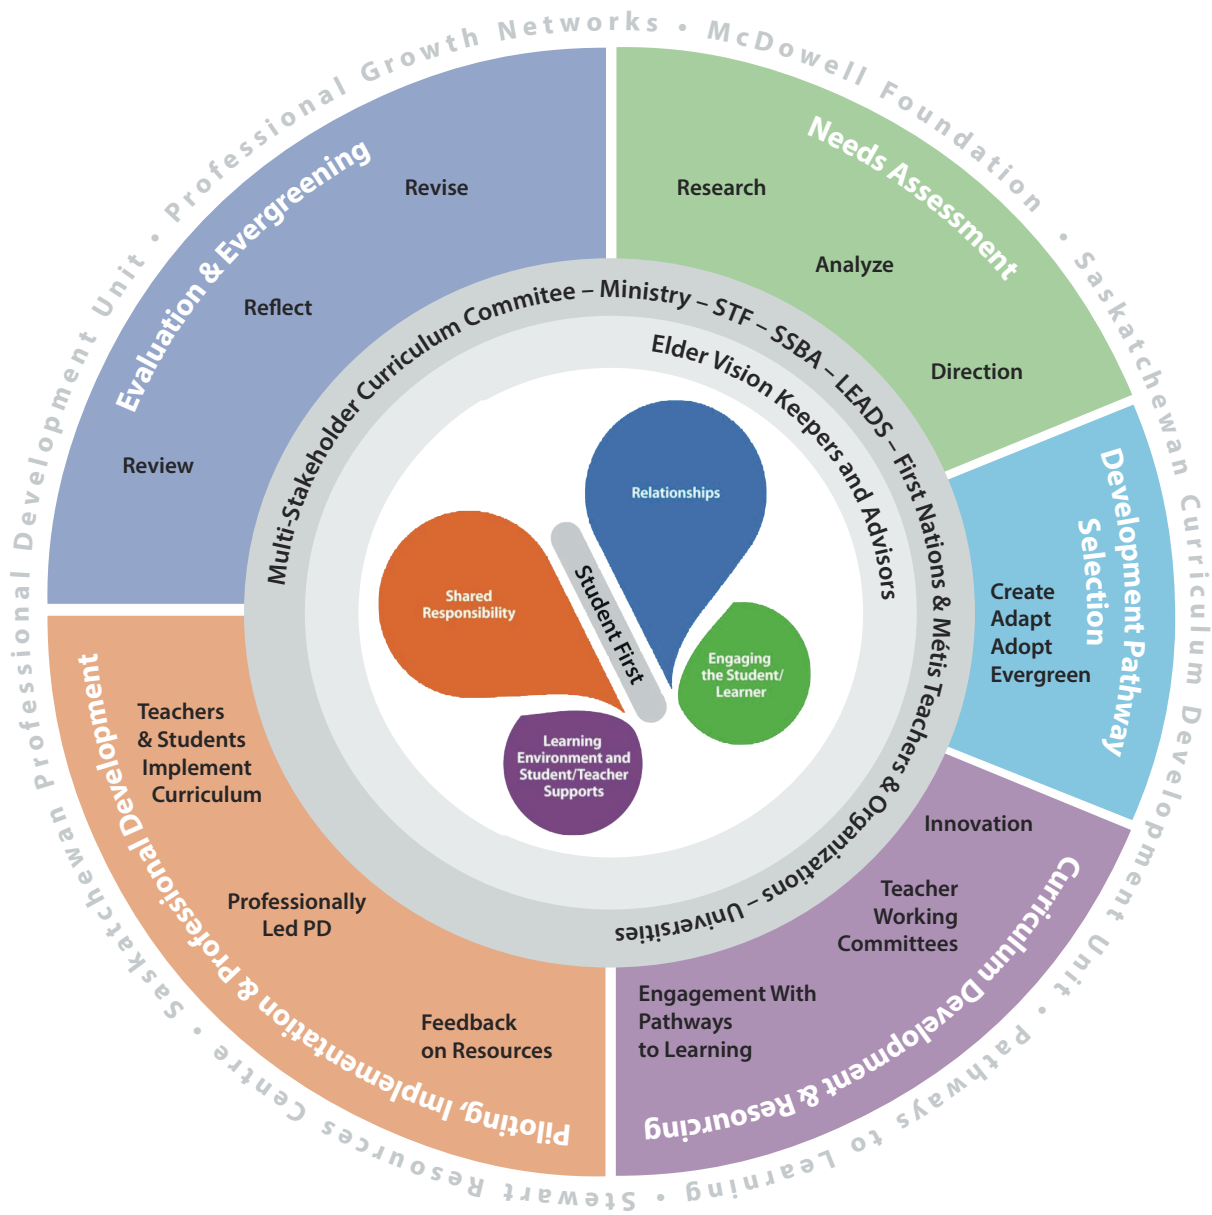 Professional Growth Networks • McDowell Foundation • Saskatchewan Curriculum Development Unit • Pathways to Learning • Stewart Resources Centre • Saskatchewan Professional Development Unit •
Needs Assessment
Research
Analyze
Direction
Development Pathway
Selection
Create
Adapt
Adopt
Evergreen
Curriculum Development & Resourcing
Innovation
Teacher
Working
Committees
Engagement With
Pathways
to Learning
Piloting, Implementation & Professional Development
Feedback
on Resources
Professionally
Led PD
Teachers
& Students
Implement
Curriculum
Evaluation & Evergreening
Review
Reflect
Revise
Multi-Stakeholder Curriculum Commitee – Ministry – STF – SSBA – LEADS – First Nations & Métis Teachers & Organizations – Universities
Elder Vision Keepers and Advisors
Relationships
Shared
Responsibility
Student First
Engaging
the Student/
Learner
Learning
Environment and
Student/Teacher
Supports